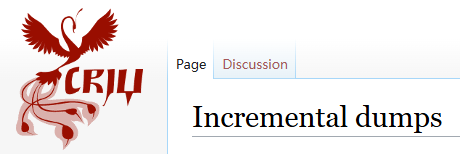 CRIU
Page
Discussion
Incremental dumps